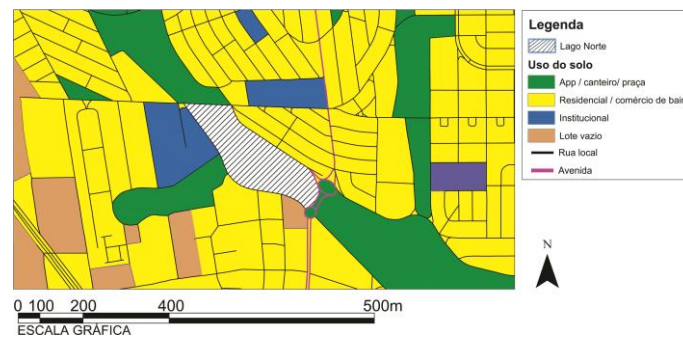 Legenda
Lago Norte
Uso do solo
App / canteiro/ praça
Residencial / comércio de bair
Institucional
Lote vazio
Rua local
Avenida
N
0 100 200 400 500m
ESCALA GRÁFICA